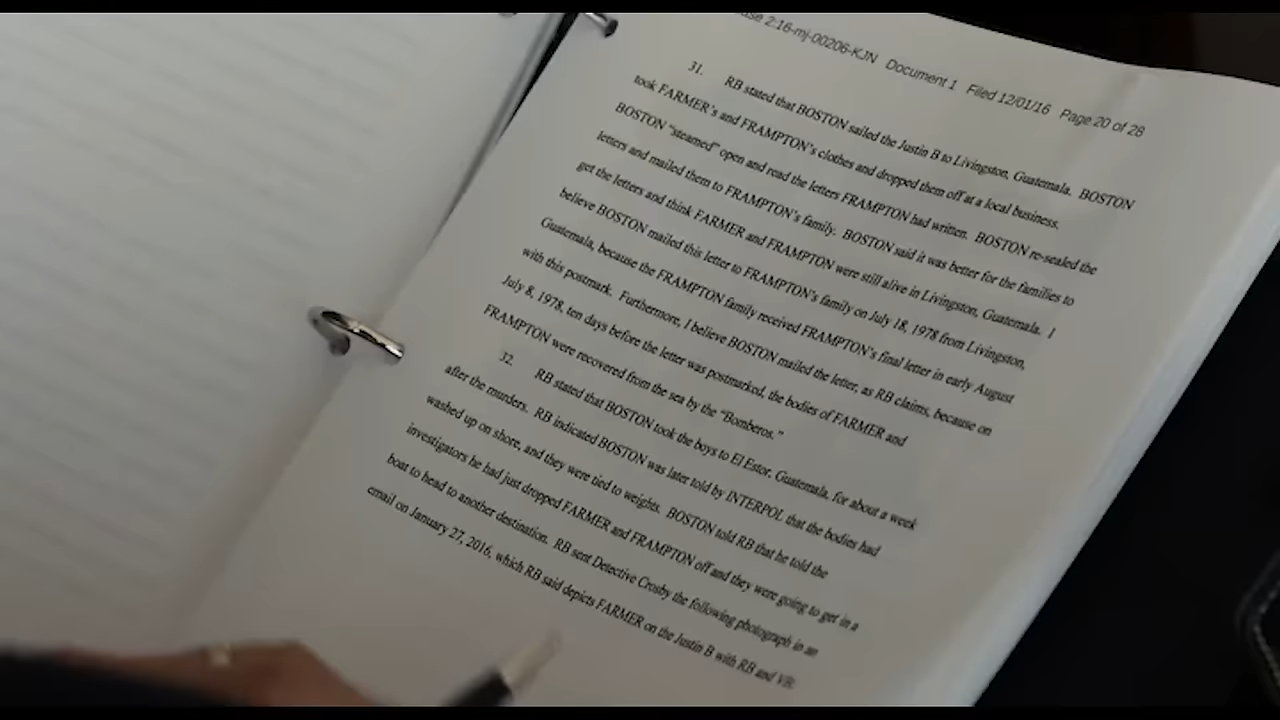 ase 2:16-mj-00206-KJN Document 1 Filed 12/01/16 Page 20 of 28
31. RB stated that BOSTON sailed the Justin B to Livingston, Guatemala. BOSTON
took FARMER's and FRAMPTON's clothes and dropped them off at a local business.
BOSTON "steamed" open and read the letters FRAMPTON had written. BOSTON re-sealed the
letters and mailed them to FRAMPTON's family. BOSTON said it was better for the families to
get the letters and think FARMER and FRAMPTON were still alive in Livingston, Guatemala. I
believe BOSTON mailed this letter to FRAMPTON's family on July 18, 1978 from Livingston,
Guatemala, because the FRAMPTON family received FRAMPTON's final letter in early August
with this postmark. Furthermore, I believe BOSTON mailed the letter, as RB claims, because on
July 8, 1978, ten days before the letter was postmarked, the bodies of FARMER and
FRAMPTON were recovered from the sea by the "Bomberos."
32. RB stated that BOSTON took the boys to El Estor, Guatemala, for about a week
after the murders. RB indicated BOSTON was later told by INTERPOL that the bodies had
washed up on shore, and they were tied to weights. BOSTON told RB that he told the
investigators he had just dropped FARMER and FRAMPTON off and they were going to get in a
boat to head to another destination. RB sent Detective Crosby the following photograph in an
email on January 27, 2016, which RB said depicts FARMER on the Justin B with RB and VB.